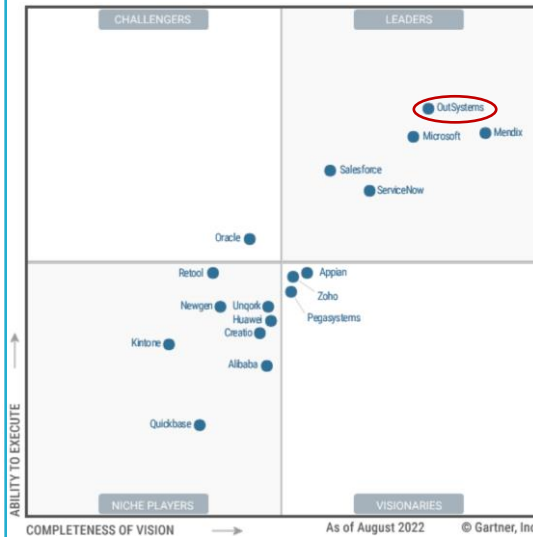 CHALLENGERS
LEADERS
OutSystems
Microsoft
Mendix
Salesforce
ServiceNow
Oracle
Retool
Appian
Zoho
Newgen
Unqork
Pegasystems
Huawei
Creatio
Kintone
Alibaba
Quickbase
ABILITY TO EXECUTE
NICHE PLAYERS
VISIONARIES
COMPLETENESS OF VISION
As of August 2022
© Gartner, Inc